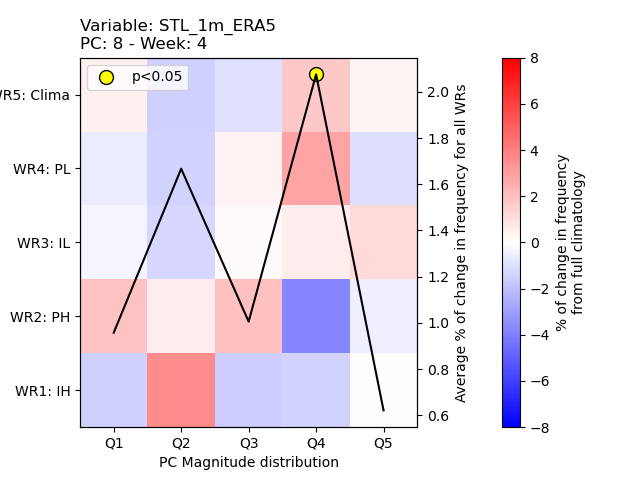 Variable: STL_1m_ERA5
PC: 8 - Week: 4
p<0.05
WR5: Clima
WR4: PL
WR3: IL
WR2: PH
WR1: IH
Q1 Q2 Q3 Q4 Q5
PC Magnitude distribution
2.0
1.8
1.6
1.4
1.2
1.0
0.8
0.6
Average % of change in frequency for all WRs
8
6
4
2
0
−2
−4
−6
−8
% of change in frequency
from full climatology